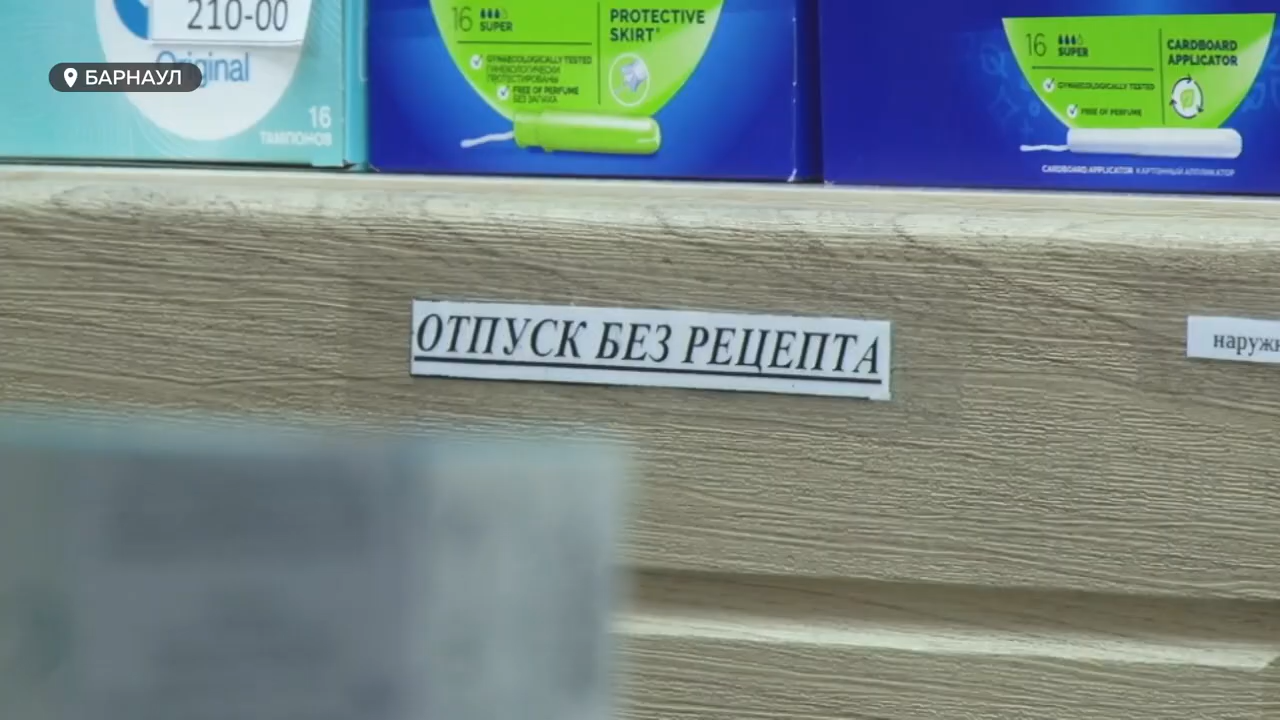 210-00
БАРНАУЛ
Original
16
ТАМПОНОВ
16 SUPER
PROTECTIVE
SKIRT
GYNAECOLOGICALLY TESTED
ГИНЕКОЛОГИЧЕСКИ
ПРОТЕСТИРОВАНЫ
FREE OF PERFUME
БЕЗ ЗАПАХА
16 SUPER
CARDBOARD
APPLICATOR
GYNAECOLOGICALLY TESTED
FREE OF PERFUME
CARDBOARD APPLICATOR КАРТОННЫЙ АППЛИКАТОР
ОТПУСК БЕЗ РЕЦЕПТА